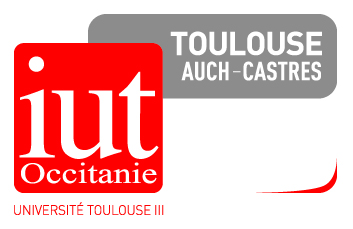 TOULOUSE
AUCH-CASTRES
iut
Occitanie
UNIVERSITÉ TOULOUSE III